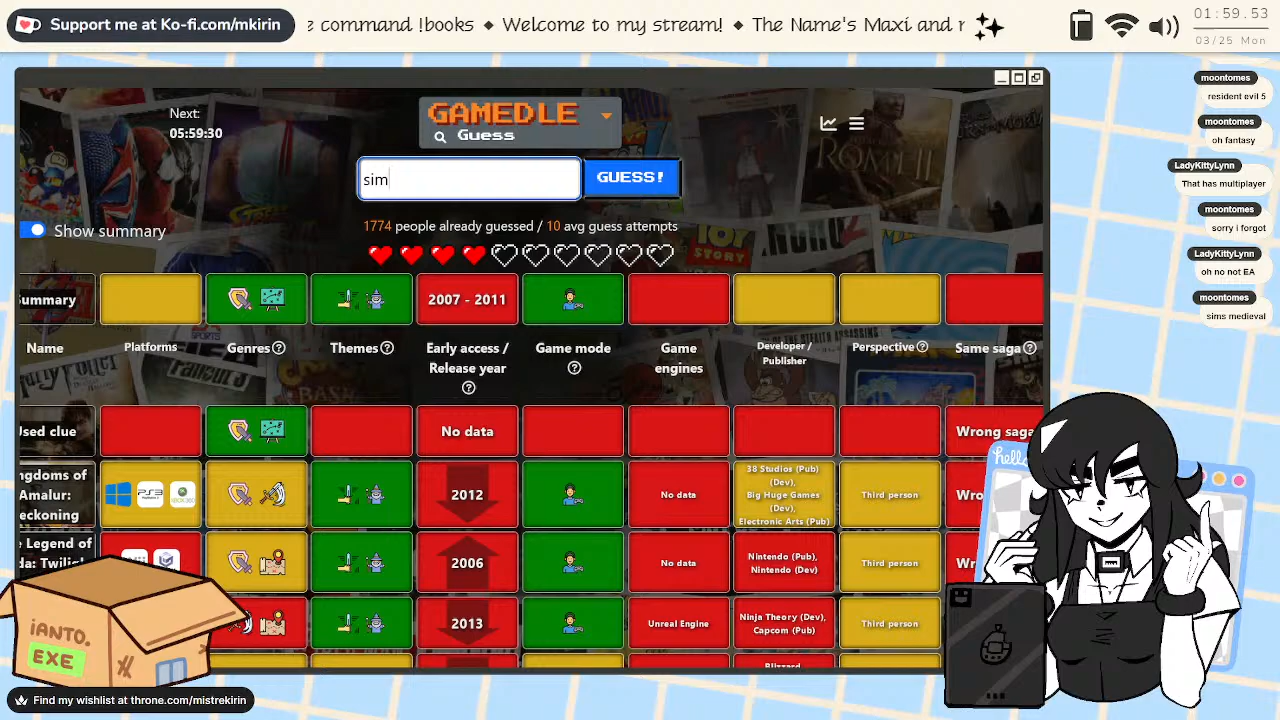 Support me at Ko-fi.com/mkirin
e command !books ◆ Welcome to my stream! ◆ The Name's Maxi and r
01:59.53
03/25 Mon
Next:
05:59:30
GAMEDLE
Guess
sim
GUESS!
1774 people already guessed / 10 avg guess attempts
Show summary
Summary
2007 - 2011
Name
Platforms
Genres
Themes
Early access /
Release year
Game mode
Game
engines
Developer /
Publisher
Perspective
Same saga
Used clue
No data
Wrong saga
ngdoms of
Amalur:
eckoning
PS3
XBOX360
2012
No data
38 Studios (Pub)
(Dev),
Big Huge Games
(Dev),
Electronic Arts (Pub)
Third person
Wro
e Legend of
da: Twilig
2006
No data
Nintendo (Pub),
Nintendo (Dev)
Third person
Wr
2013
Unreal Engine
Ninja Theory (Dev),
Capcom (Pub)
Third person
Blizzard
moontomes
resident evil 5
moontomes
oh fantasy
LadyKittyLynn
That has multiplayer
moontomes
sorry i forgot
LadyKittyLynn
oh no not EA
moontomes
sims medieval
hello
iANTO.
EXE
Find my wishlist at throne.com/mistrekirin